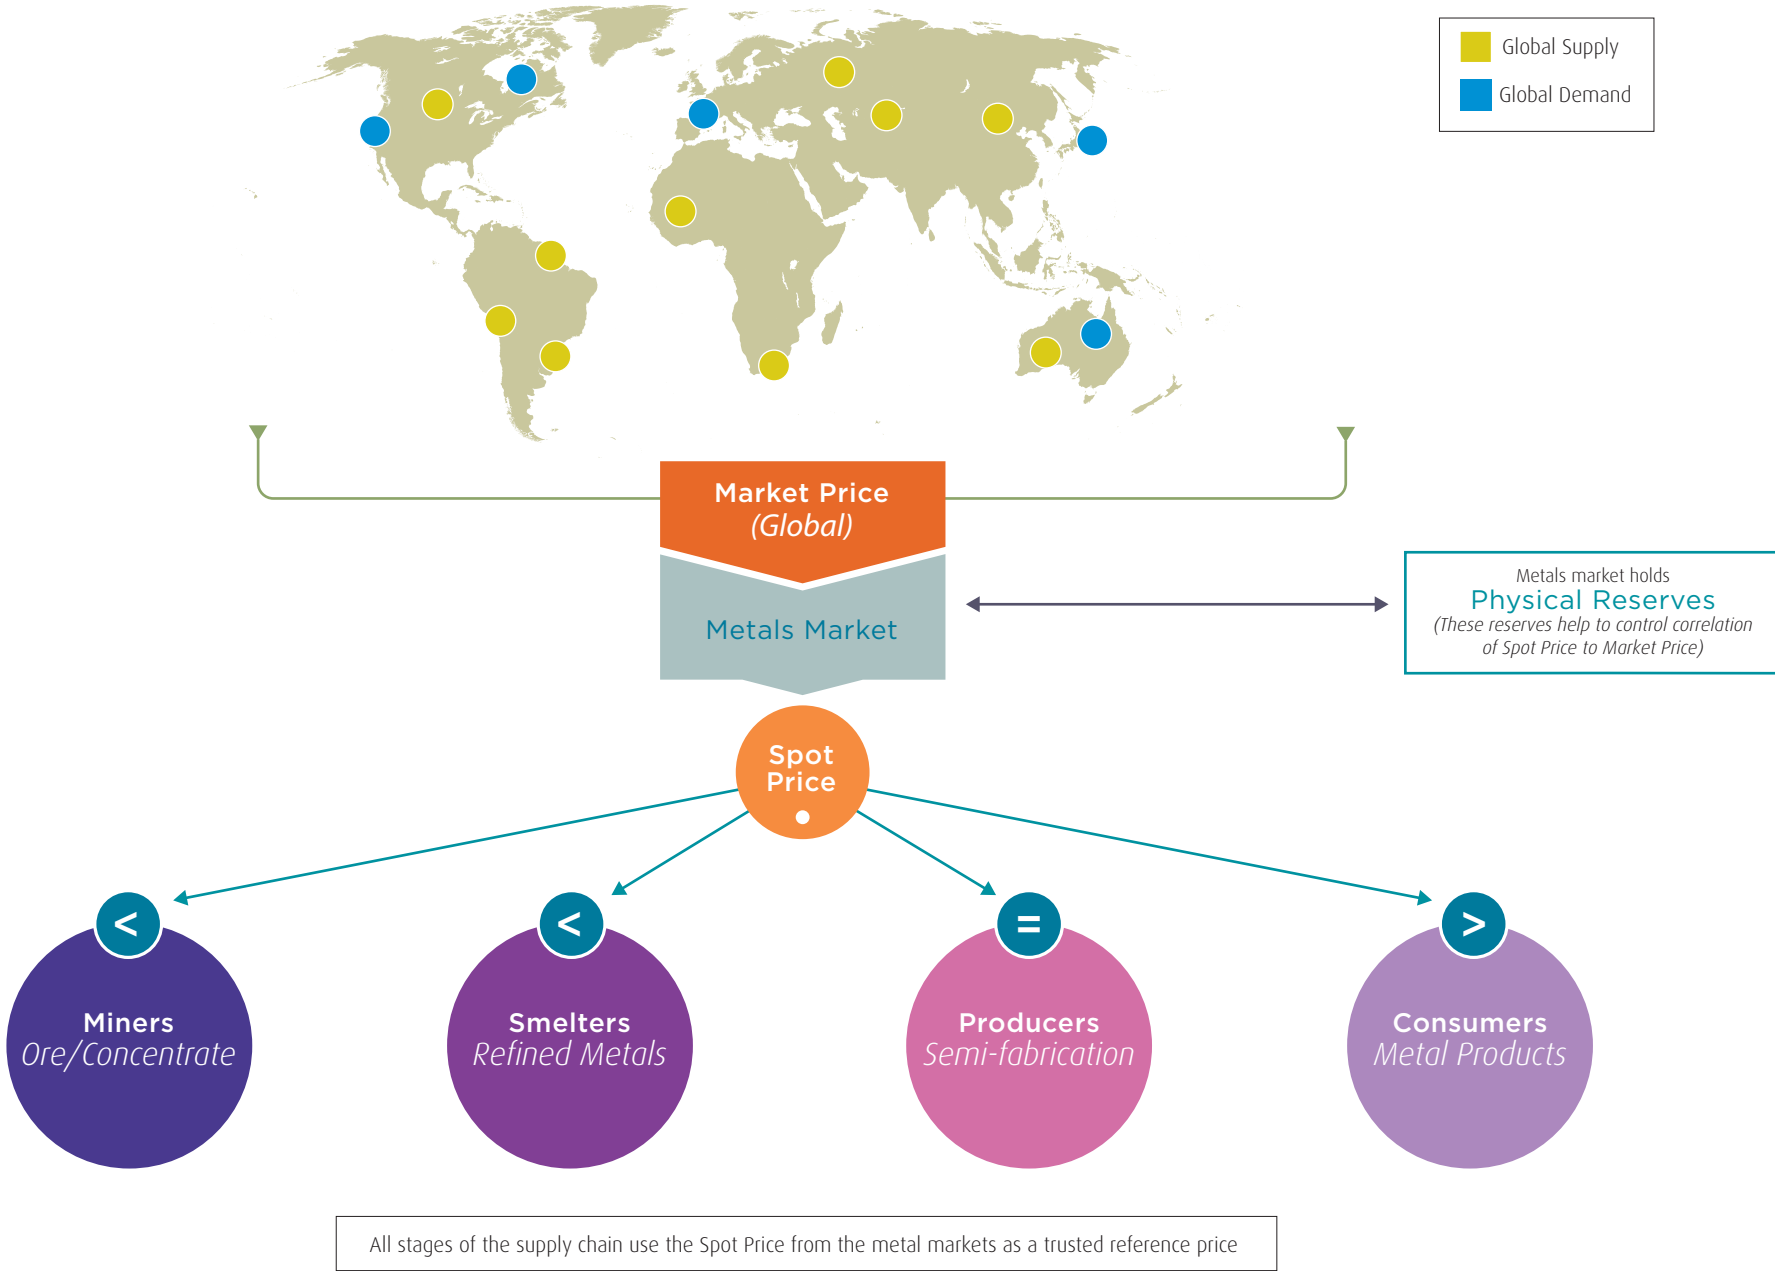 Global Supply
Global Demand
Market Price
(Global)
Metals Market
Metals market holds
Physical Reserves
(These reserves help to control correlation
of Spot Price to Market Price)
Spot
Price
<
<
=
>
Miners
Ore/Concentrate
Smelters
Refined Metals
Producers
Semi-fabrication
Consumers
Metal Products
All stages of the supply chain use the Spot Price from the metal markets as a trusted reference price